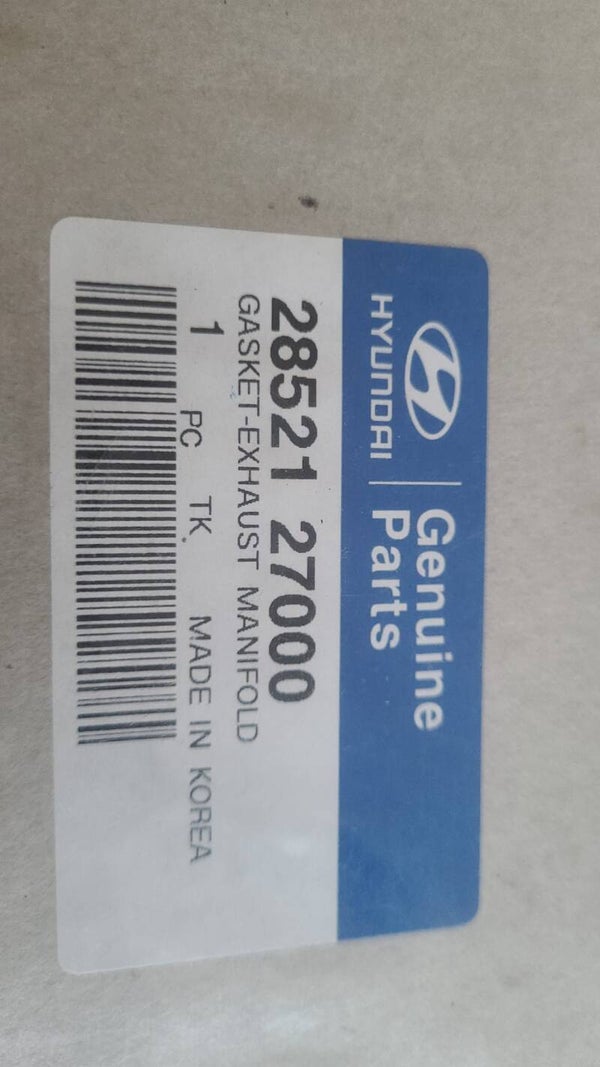 HYUNDAI
Genuine
Parts
28521 27000
GASKET-EXHAUST MANIFOLD
1 PC TK. MADE IN KOREA